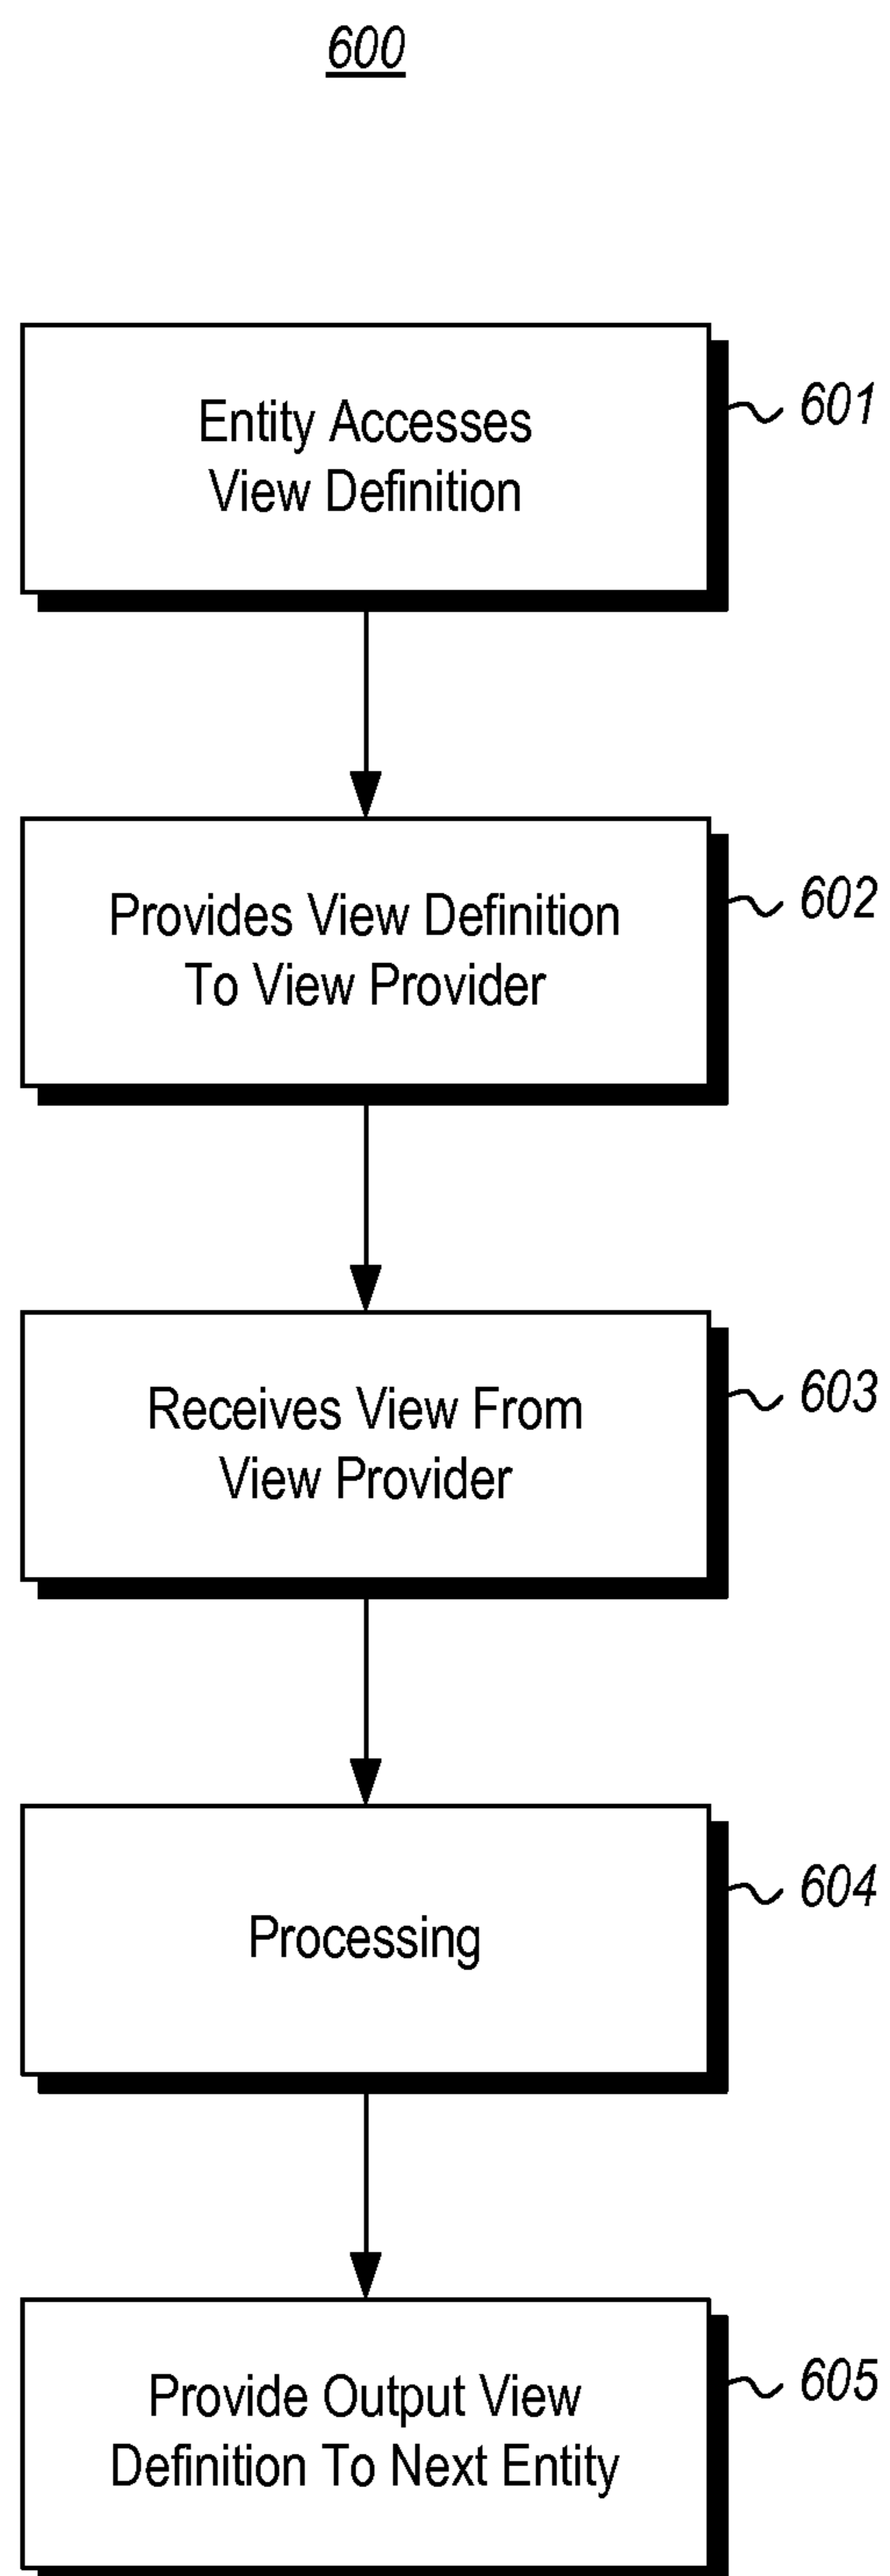 600
Entity Accesses
View Definition
601
Provides View Definition
To View Provider
602
Receives View From
View Provider
603
Processing
604
Provide Output View
Definition To Next Entity
605